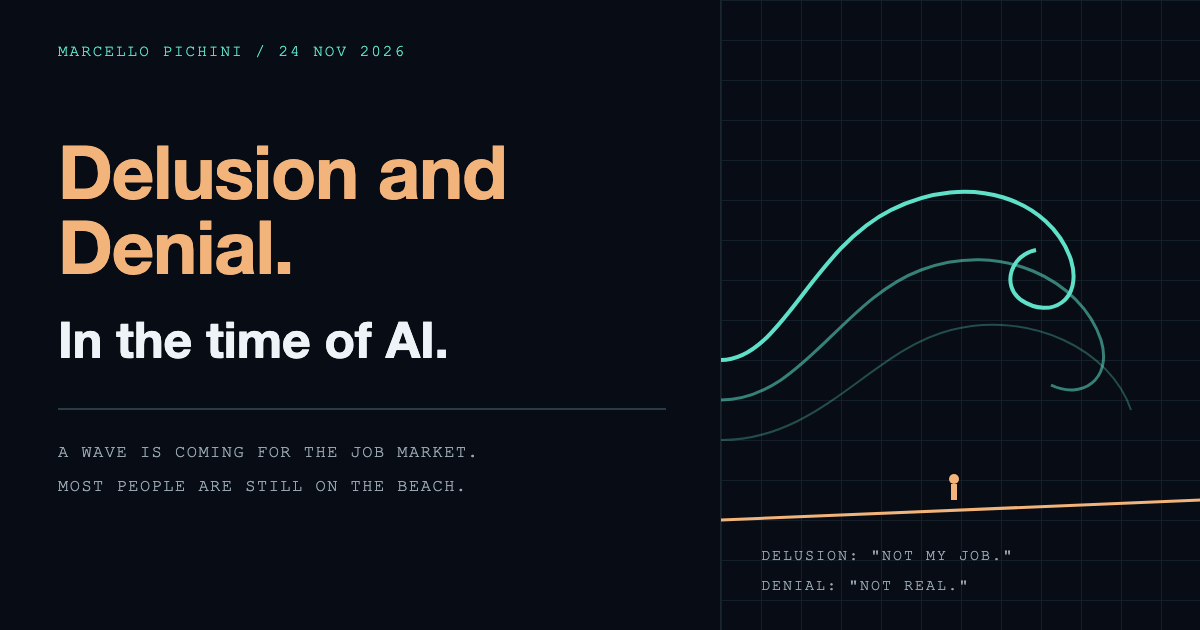 MARCELLO PICHINI / 24 NOV 2026
Delusion and
Denial.
In the time of AI.
A WAVE IS COMING FOR THE JOB MARKET.
MOST PEOPLE ARE STILL ON THE BEACH.
DELUSION: "NOT MY JOB."
DENIAL: "NOT REAL."